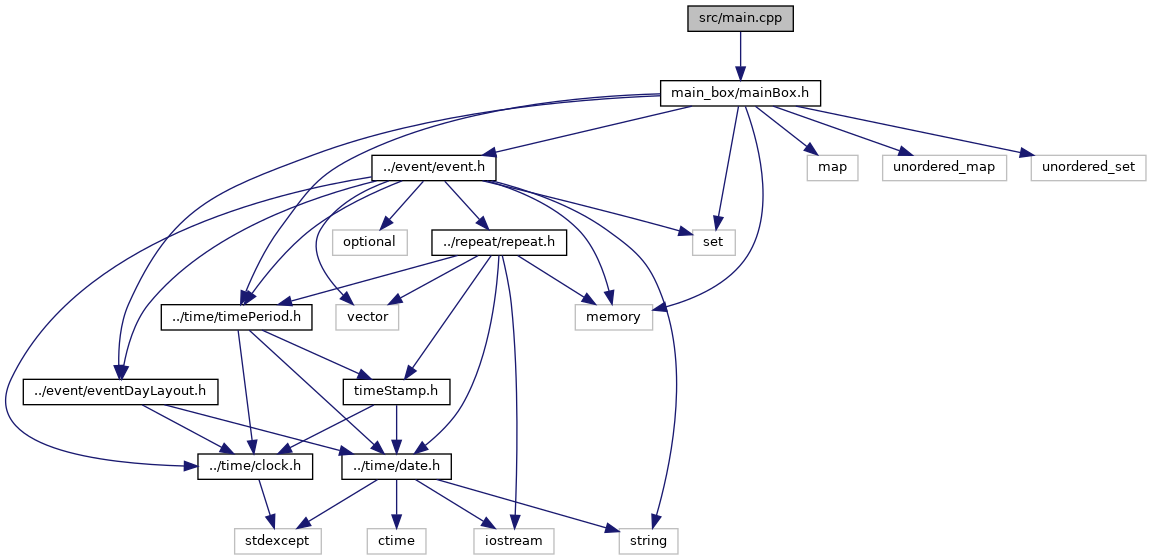 src/main.cpp
main_box/mainBox.h
../event/event.h
map
unordered_map
unordered_set
optional
../repeat/repeat.h
set
../time/timePeriod.h
vector
memory
../event/eventDayLayout.h
timeStamp.h
../time/clock.h
../time/date.h
stdexcept
ctime
iostream
string